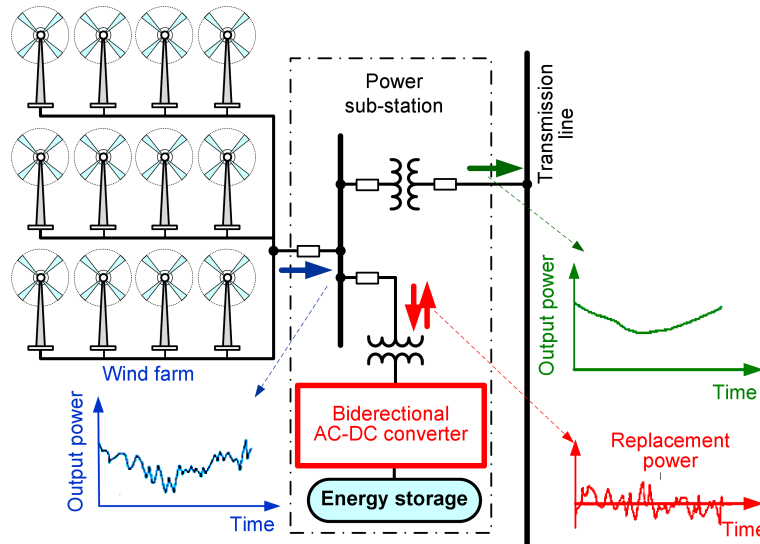 Power
sub-station
Transmission
line
Wind farm
Output power
Time
Output power
Time
Biderectional
AC-DC converter
Energy storage
Replacement
power
Time